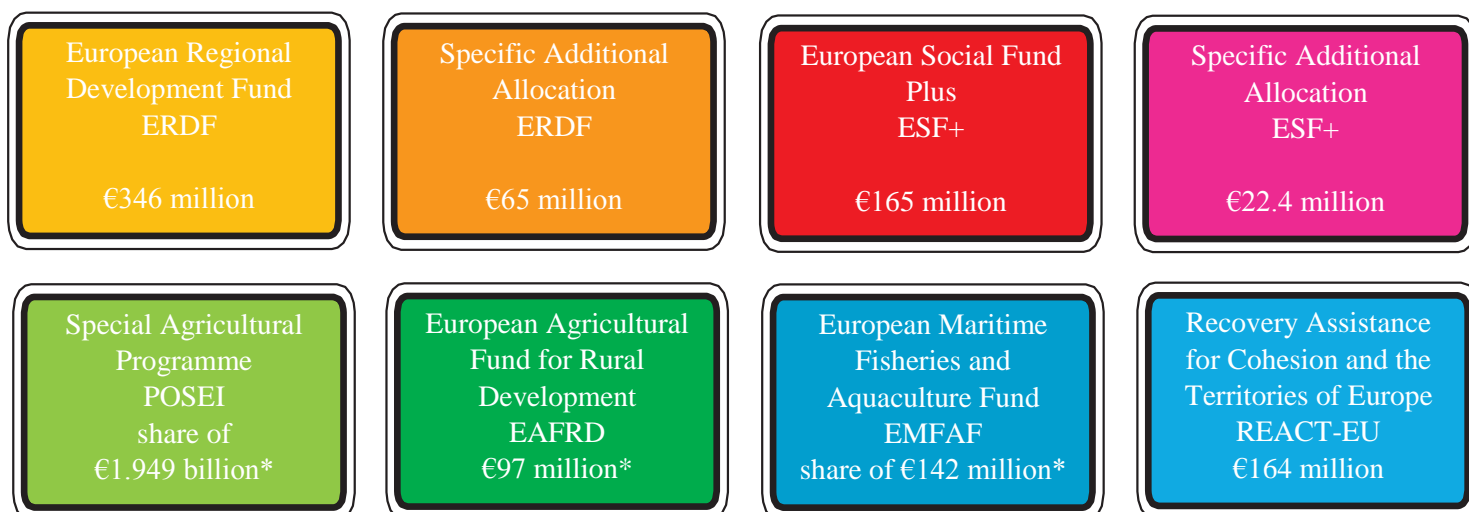 European Regional
Development Fund
ERDF
€346 million
Specific Additional
Allocation
ERDF
€65 million
European Social Fund
Plus
ESF+
€165 million
Specific Additional
Allocation
ESF+
€22.4 million
Special Agricultural
Programme
POSEI
share of
€1.949 billion*
European Agricultural
Fund for Rural
Development
EAFRD
€97 million*
European Maritime
Fisheries and
Aquaculture Fund
EMFAF
share of €142 million*
Recovery Assistance
for Cohesion and the
Territories of Europe
REACT-EU
€164 million